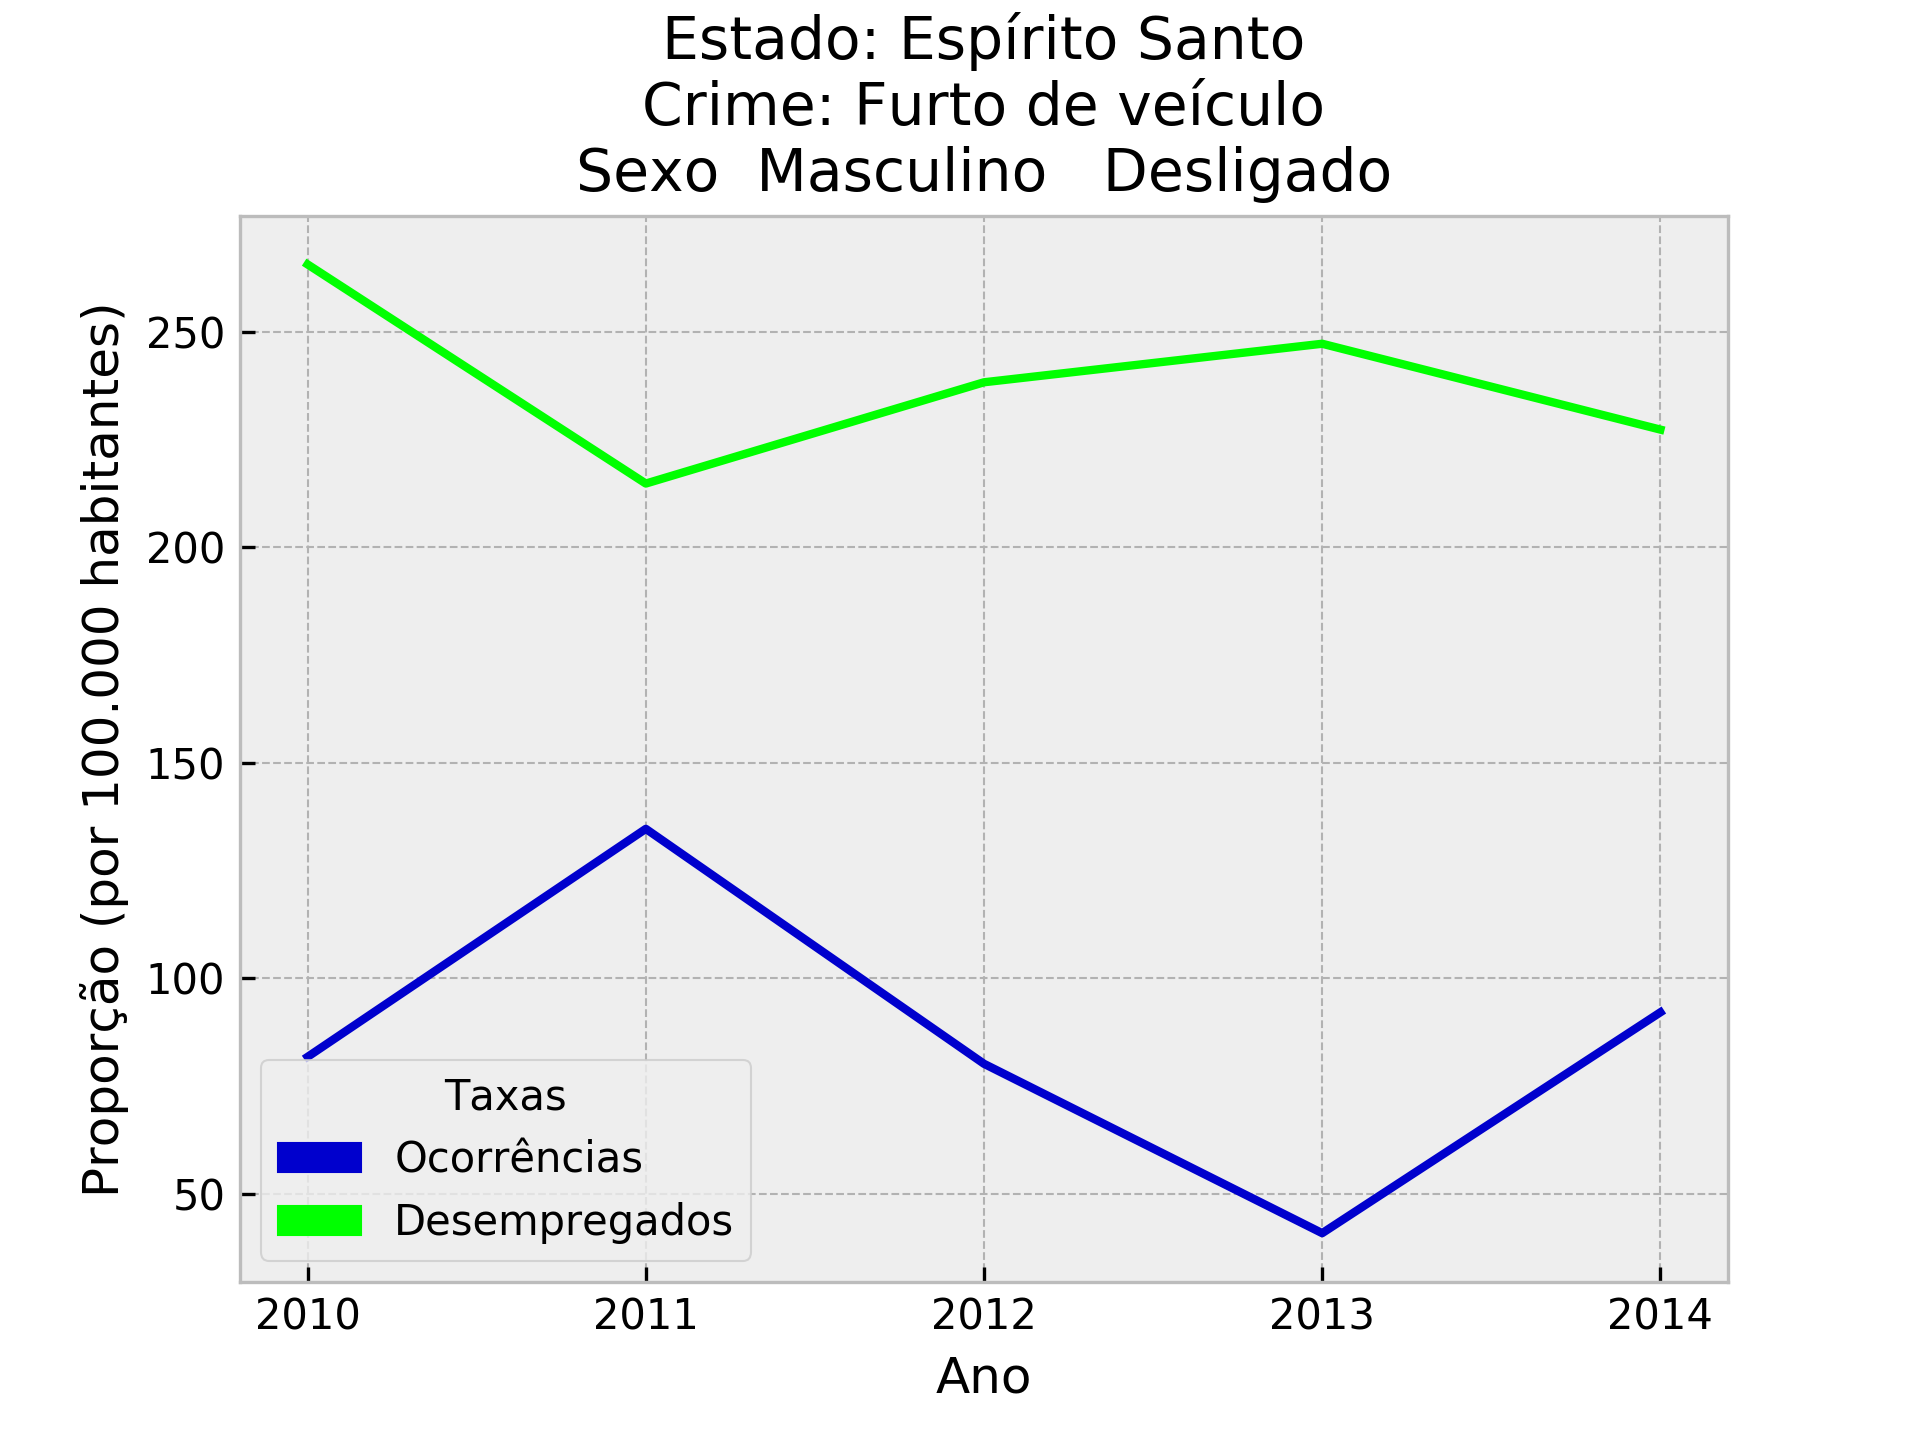 Estado: Espírito Santo
Crime: Furto de veículo
Sexo  Masculino   Desligado
Proporção (por 100.000 habitantes)
250
200
150
100
50
Taxas
Ocorrências
Desempregados
2010 2011 2012 2013 2014
Ano